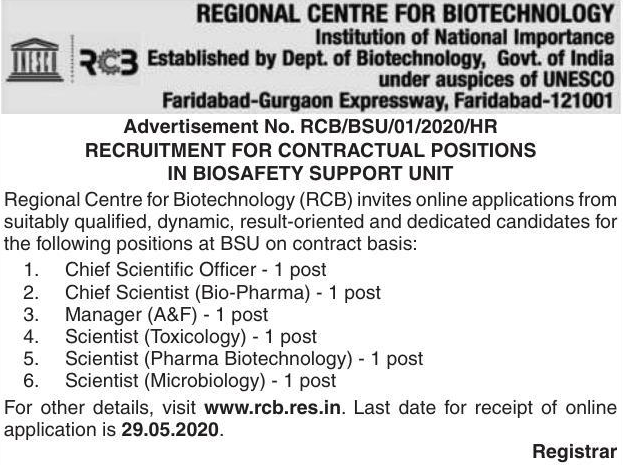 REGIONAL CENTRE FOR BIOTECHNOLOGY
Institution of National Importance
RCB
Established by Dept. of Biotechnology, Govt. of India
under auspices of UNESCO
Faridabad-Gurgaon Expressway, Faridabad-121001
Advertisement No. RCB/BSU/01/2020/HR
RECRUITMENT FOR CONTRACTUAL POSITIONS
IN BIOSAFETY SUPPORT UNIT
Regional Centre for Biotechnology (RCB) invites online applications from
suitably qualified, dynamic, result-oriented and dedicated candidates for
the following positions at BSU on contract basis:
1. Chief Scientific Officer - 1 post
2. Chief Scientist (Bio-Pharma) - 1 post
3. Manager (A&F) - 1 post
4. Scientist (Toxicology) - 1 post
5. Scientist (Pharma Biotechnology) - 1 post
6. Scientist (Microbiology) - 1 post
For other details, visit www.rcb.res.in. Last date for receipt of online
application is 29.05.2020.
Registrar